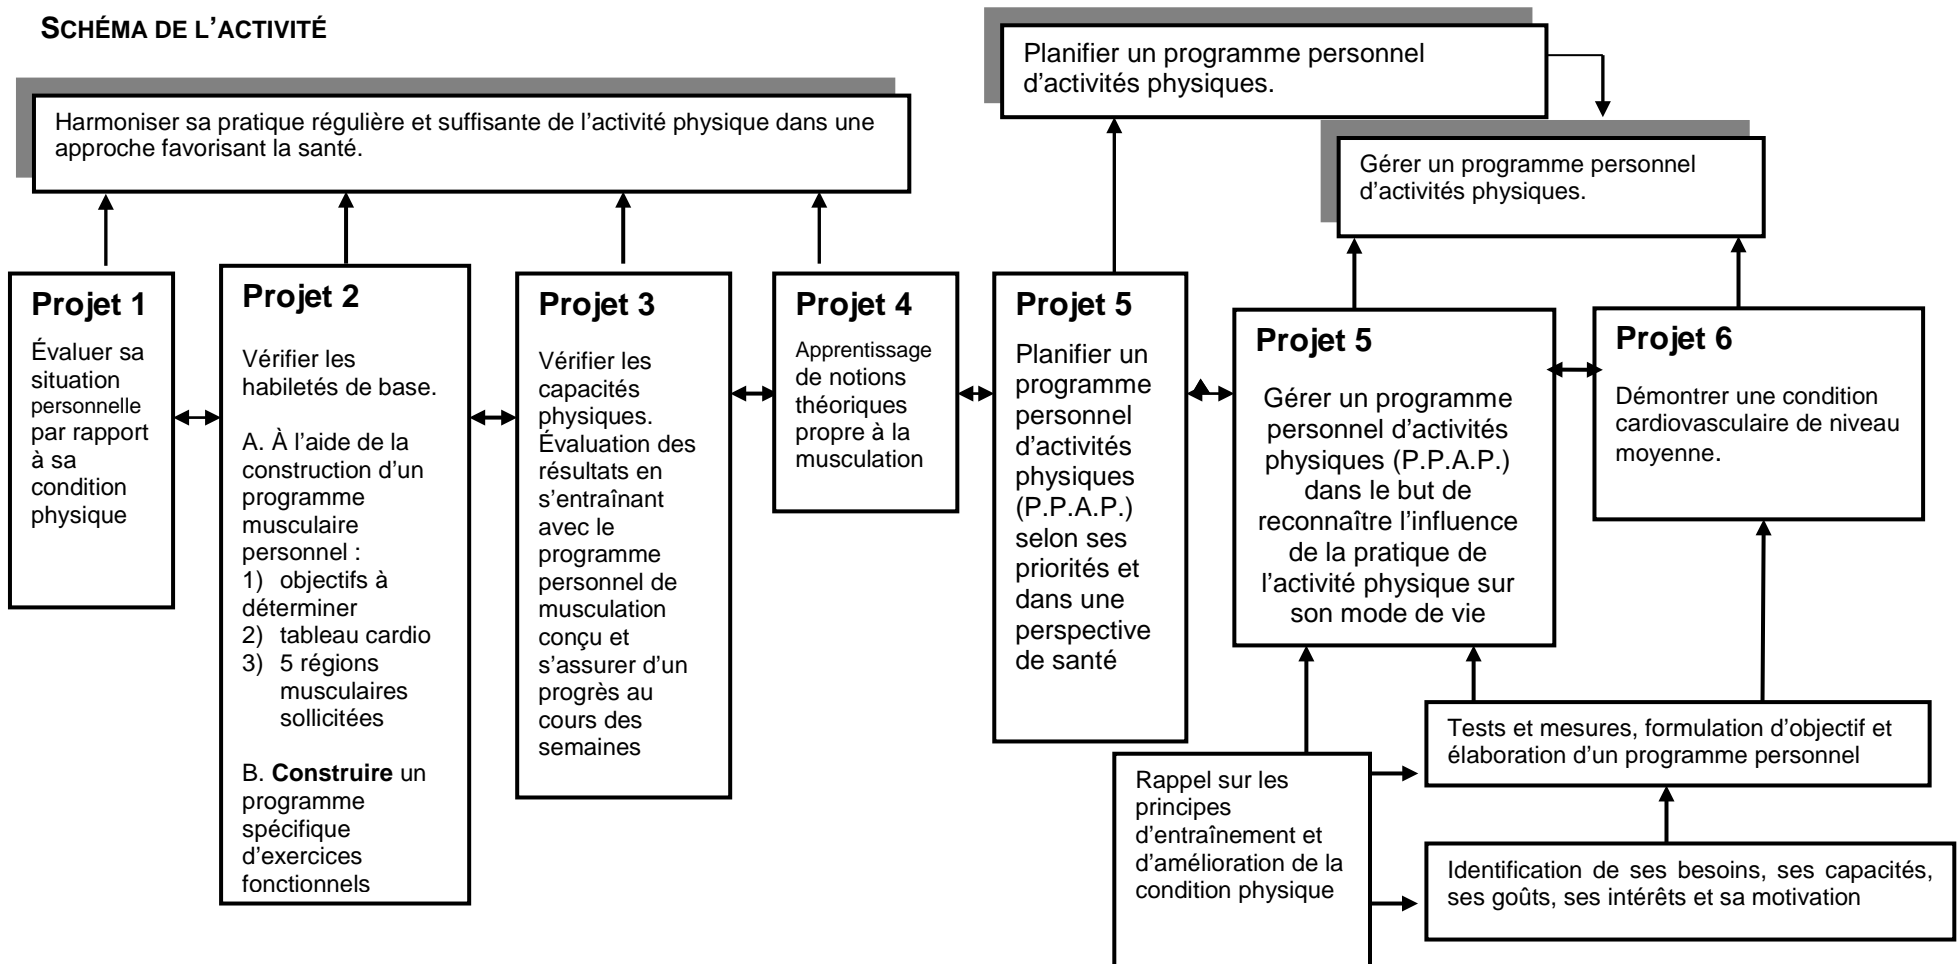 SCHÉMA DE L’ACTIVITÉ
Harmoniser sa pratique régulière et suffisante de l’activité physique dans une
approche favorisant la santé.
Planifier un programme personnel
d’activités physiques.
Gérer un programme personnel
d’activités physiques.
Projet 1
Évaluer sa
situation
personnelle
par rapport
à sa
condition
physique
Projet 2
Vérifier les
habiletés de base.
A. À l’aide de la
construction d’un
programme
musculaire
personnel :
1) objectifs à
déterminer
2) tableau cardio
3) 5 régions
musculaires
sollicitées
B. Construire un
programme
spécifique
d’exercices
fonctionnels
Projet 3
Vérifier les
capacités
physiques.
Évaluation des
résultats en
s’entraînant
avec le
programme
personnel de
musculation
conçu et
s’assurer d’un
progrès au
cours des
semaines
Projet 4
Apprentissage
de notions
théoriques
propre à la
musculation
Projet 5
Planifier un
programme
personnel
d’activités
physiques
(P.P.A.P.)
selon ses
priorités et
dans une
perspective
de santé
Projet 5
Gérer un programme
personnel d’activités
physiques (P.P.A.P.)
dans le but de
reconnaître l’influence
de la pratique de
l’activité physique sur
son mode de vie
Projet 6
Démontrer une condition
cardiovasculaire de niveau
moyenne.
Rappel sur les
principes
d’entraînement et
d’amélioration de la
condition physique
Tests et mesures, formulation d’objectif et
élaboration d’un programme personnel
Identification de ses besoins, ses capacités,
ses goûts, ses intérêts et sa motivation